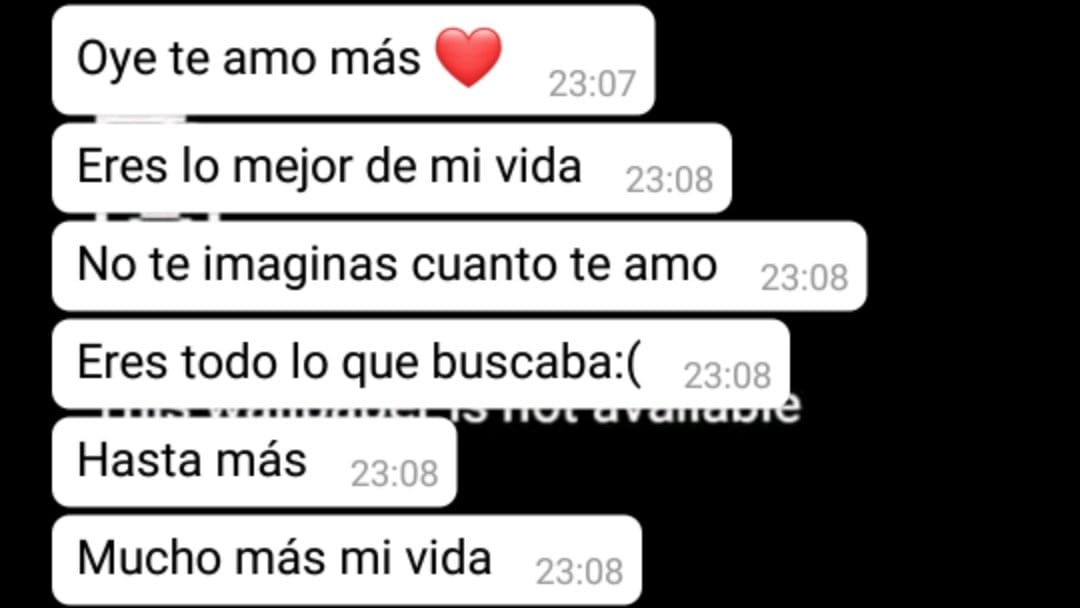 Oye te amo más ❤️ 23:07
Eres lo mejor de mi vida 23:08
No te imaginas cuanto te amo 23:08
Eres todo lo que buscaba:( 23:08
This wallpaper is not available
Hasta más 23:08
Mucho más mi vida 23:08